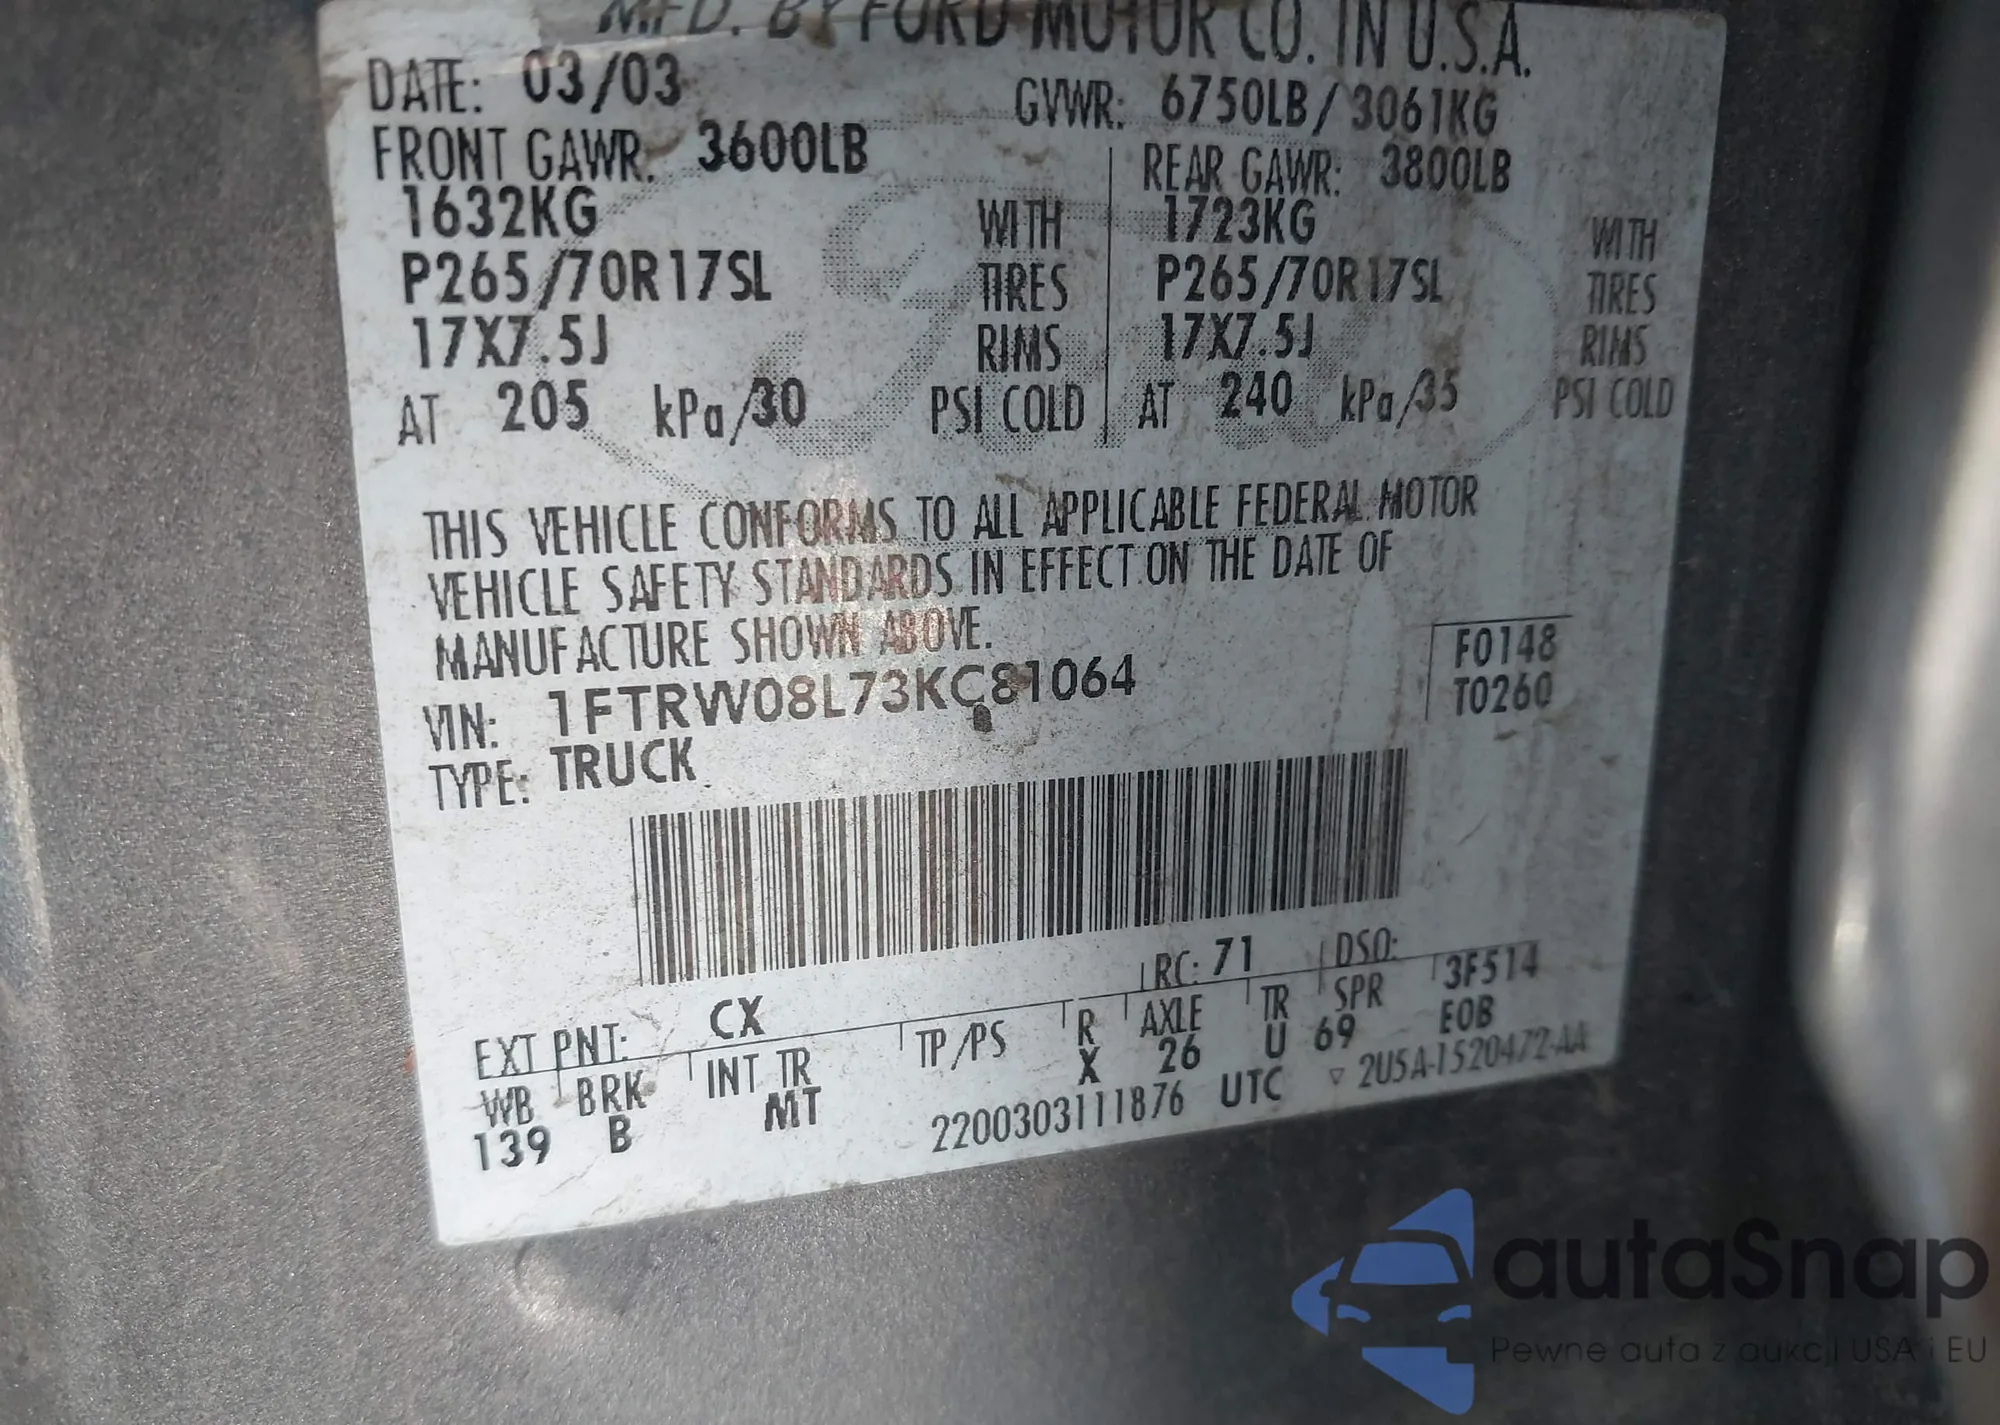 MFD. BY FORD MOTOR CO. IN U.S.A.
DATE: 03/03
GVWR: 6750LB/3061KG
FRONT GAWR: 3600LB
REAR GAWR: 3800LB
1632KG WITH
1723KG WITH
P265/70R17SL TIRES
P265/70R17SL TIRES
17X7.5J RIMS
17X7.5J RIMS
AT 205 kPa/30 PSI COLD
AT 240 kPa/35 PSI COLD
THIS VEHICLE CONFORMS TO ALL APPLICABLE FEDERAL MOTOR
VEHICLE SAFETY STANDARDS IN EFFECT ON THE DATE OF
MANUFACTURE SHOWN ABOVE.
VIN: 1FTRW08L73KC81064
F0148
TYPE: TRUCK
T0260
EXT PNT: CX RC: 71 DSO: 3F514
WB BRK INT TR TP/PS R AXLE TR SPR EOB
139 B MT X 26 U 69
2200303111876 UTC ▽ 2U5A-1520472-AA
autaSnap
Pewne auta z aukcji USA i EU